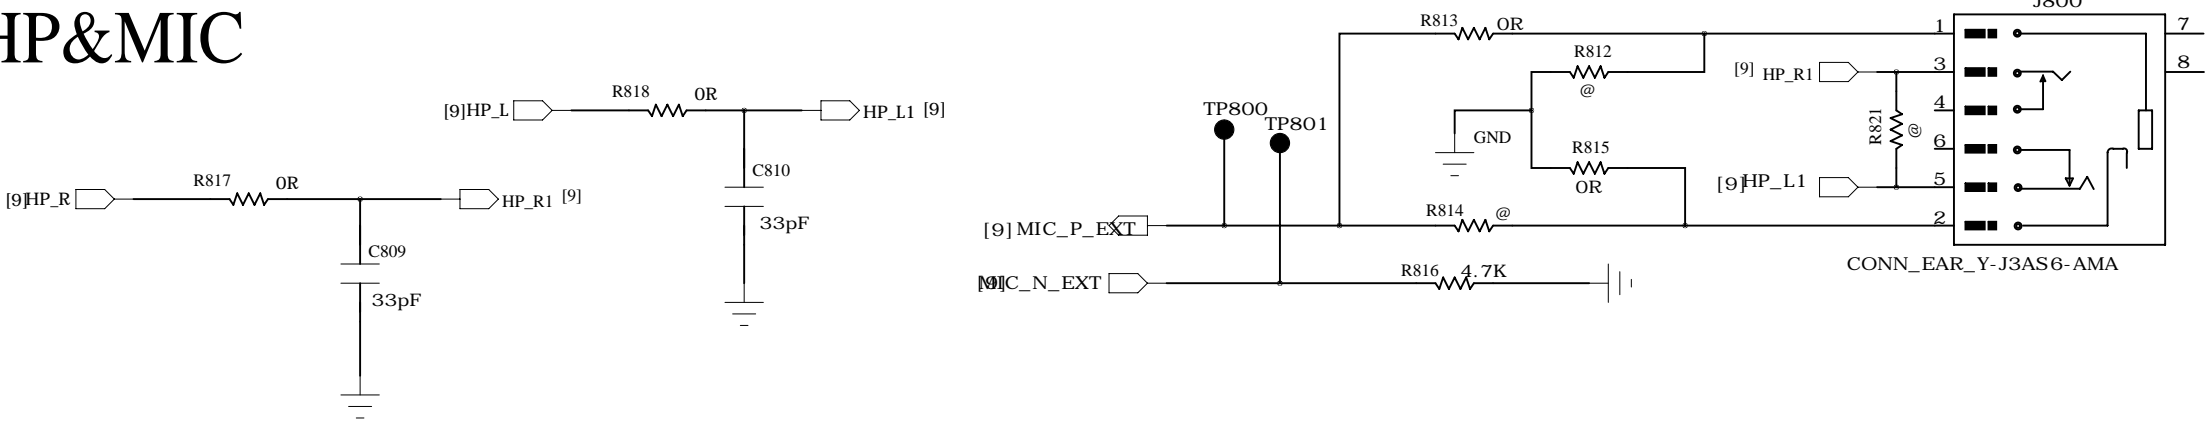 HP&MIC
J800
R813 0R
1
7
R812
@
[9] HP_R1
3
8
R818 0R
[9]HP_L
HP_L1 [9]
TP800
TP801
GND
R821
@
4
6
R815
0R
C810
33pF
R817 0R
[9]HP_R
HP_R1 [9]
[9]HP_L1
5
R814 @
2
[9] MIC_P_EXT
C809
33pF
[9]MIC_N_EXT
R816 4.7K
CONN_EAR_Y-J3AS6-AMA